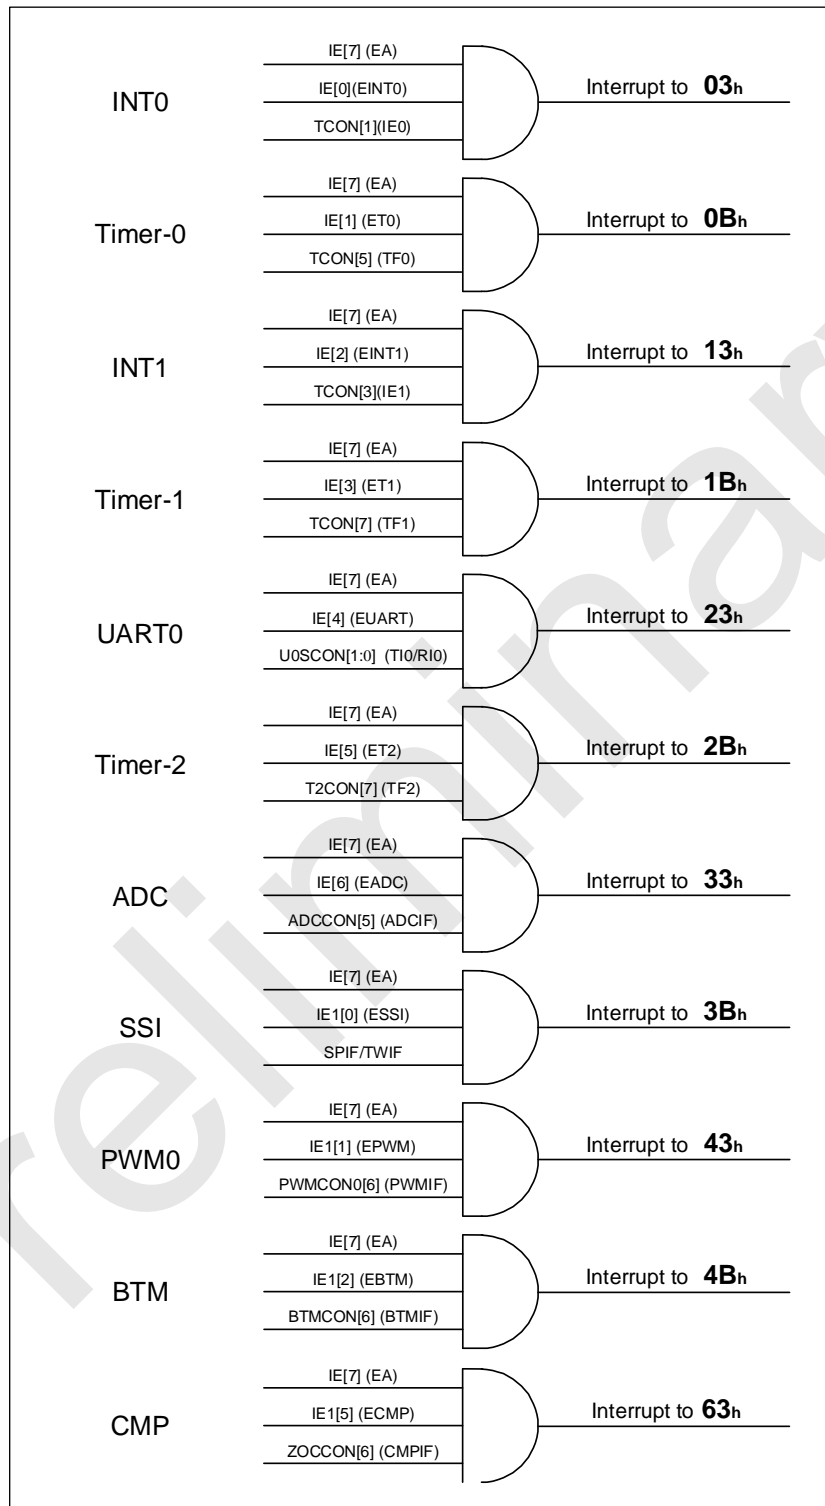 IE[7] (EA)
INT0
IE[0](EINT0)
Interrupt to 03h
TCON[1](IE0)
IE[7] (EA)
Timer-0
IE[1] (ET0)
Interrupt to 0Bh
TCON[5] (TF0)
IE[7] (EA)
INT1
IE[2] (EINT1)
Interrupt to 13h
TCON[3](IE1)
IE[7] (EA)
Timer-1
IE[3] (ET1)
Interrupt to 1Bh
TCON[7] (TF1)
IE[7] (EA)
UART0
IE[4] (EUART)
Interrupt to 23h
U0SCON[1:0] (TI0/RI0)
IE[7] (EA)
Timer-2
IE[5] (ET2)
Interrupt to 2Bh
T2CON[7] (TF2)
IE[7] (EA)
ADC
IE[6] (EADC)
Interrupt to 33h
ADCCON[5] (ADCIF)
IE[7] (EA)
SSI
IE1[0] (ESSI)
Interrupt to 3Bh
SPIF/TWIF
IE[7] (EA)
PWM0
IE1[1] (EPWM)
Interrupt to 43h
PWMCON0[6] (PWMIF)
IE[7] (EA)
BTM
IE1[2] (EBTM)
Interrupt to 4Bh
BTMCON[6] (BTMIF)
IE[7] (EA)
CMP
IE1[5] (ECMP)
Interrupt to 63h
ZOCCON[6] (CMPIF)
reliminar